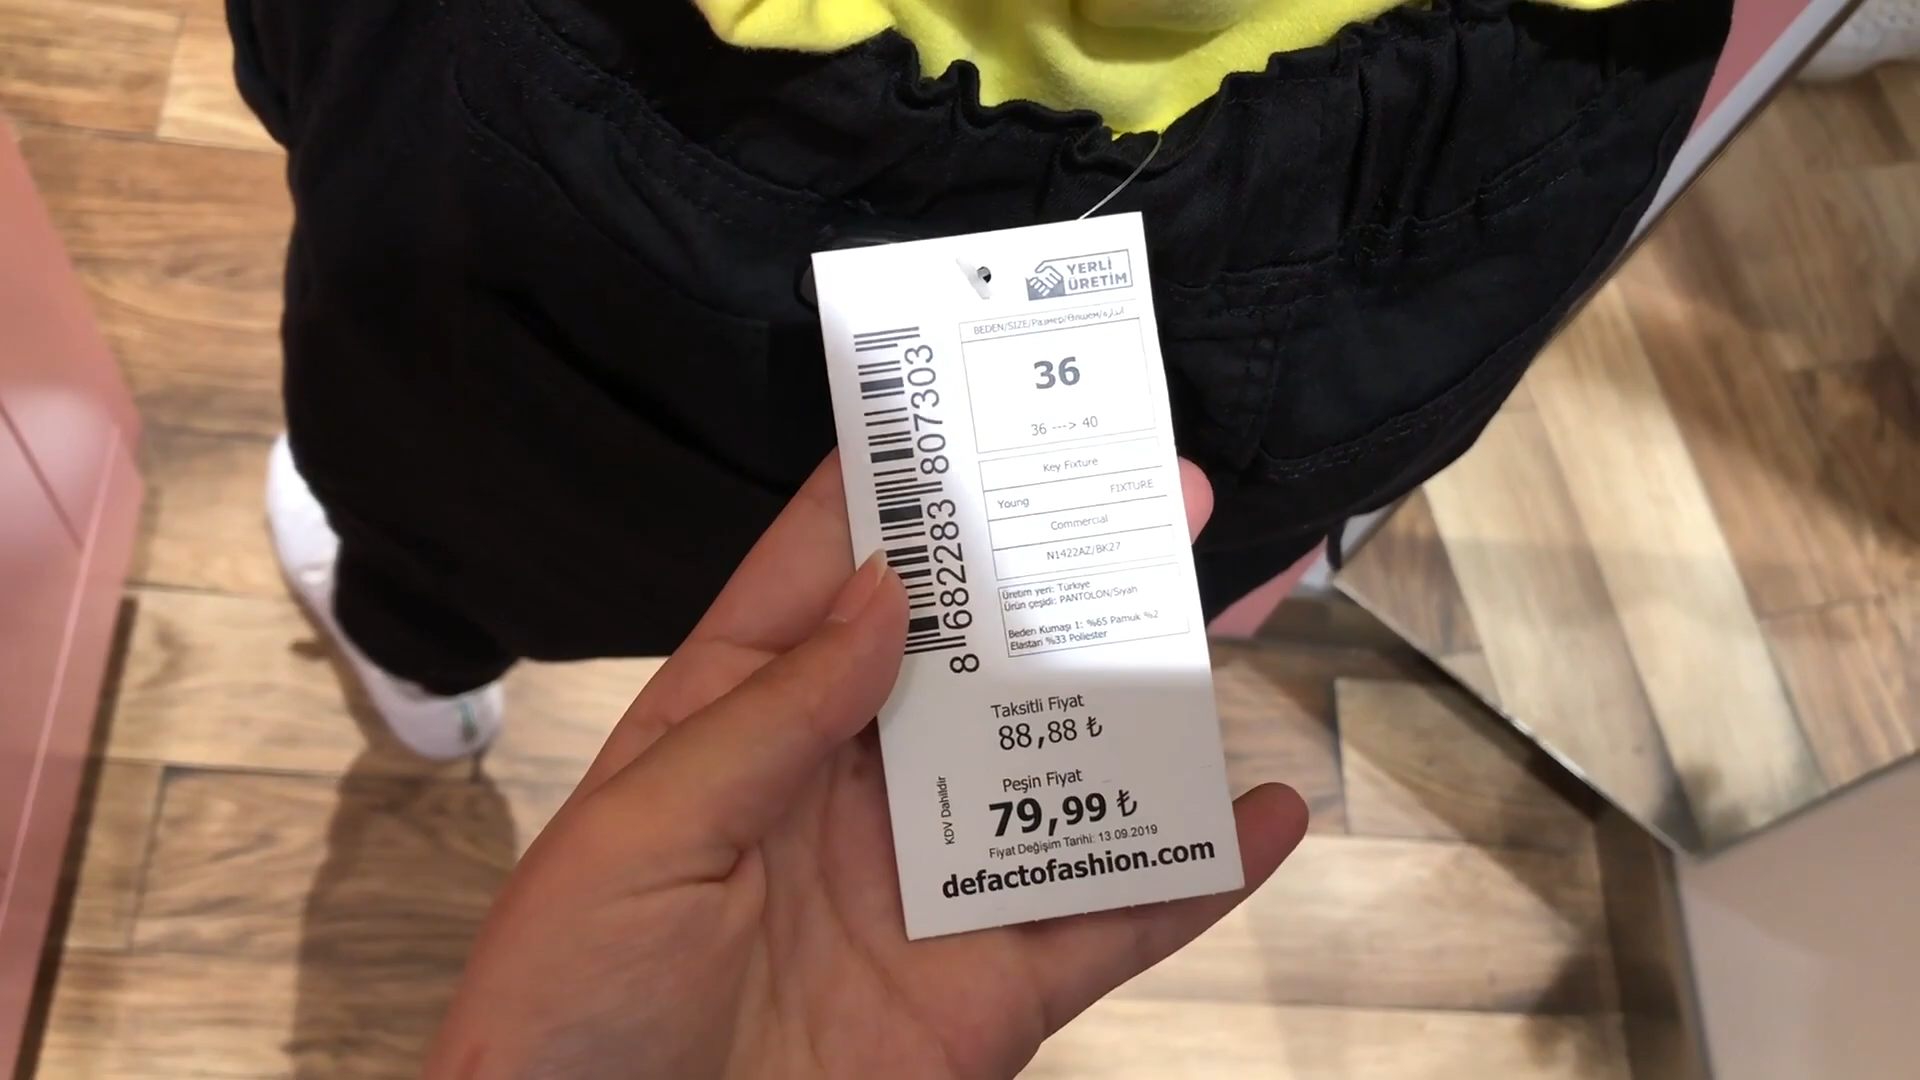 YERLİ
ÜRETİM
BEDEN/SIZE/Размер/Өлшем/اندازه
36
36 ---> 40
Key Fixture
Young FIXTURE
Commercial
N1422AZ/BK27
Üretim yeri: Türkiye
Ürün çeşidi: PANTOLON/Siyah
Beden Kumaşı 1: %65 Pamuk %2
Elastan %33 Poliester
8 682283 807303
Taksitli Fiyat
88,88 ₺
Peşin Fiyat
79,99 ₺
KDV Dahildir
Fiyat Değişim Tarihi: 13.09.2019
defactofashion.com